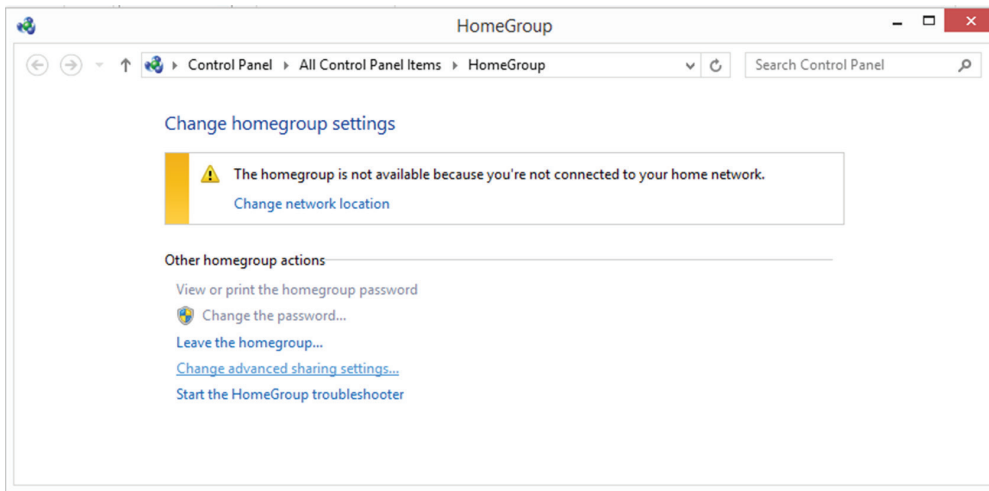 HomeGroup
Control Panel ▸ All Control Panel Items ▸ HomeGroup
Search Control Panel
Change homegroup settings
The homegroup is not available because you're not connected to your home network.
Change network location
Other homegroup actions
View or print the homegroup password
Change the password...
Leave the homegroup...
Change advanced sharing settings...
Start the HomeGroup troubleshooter